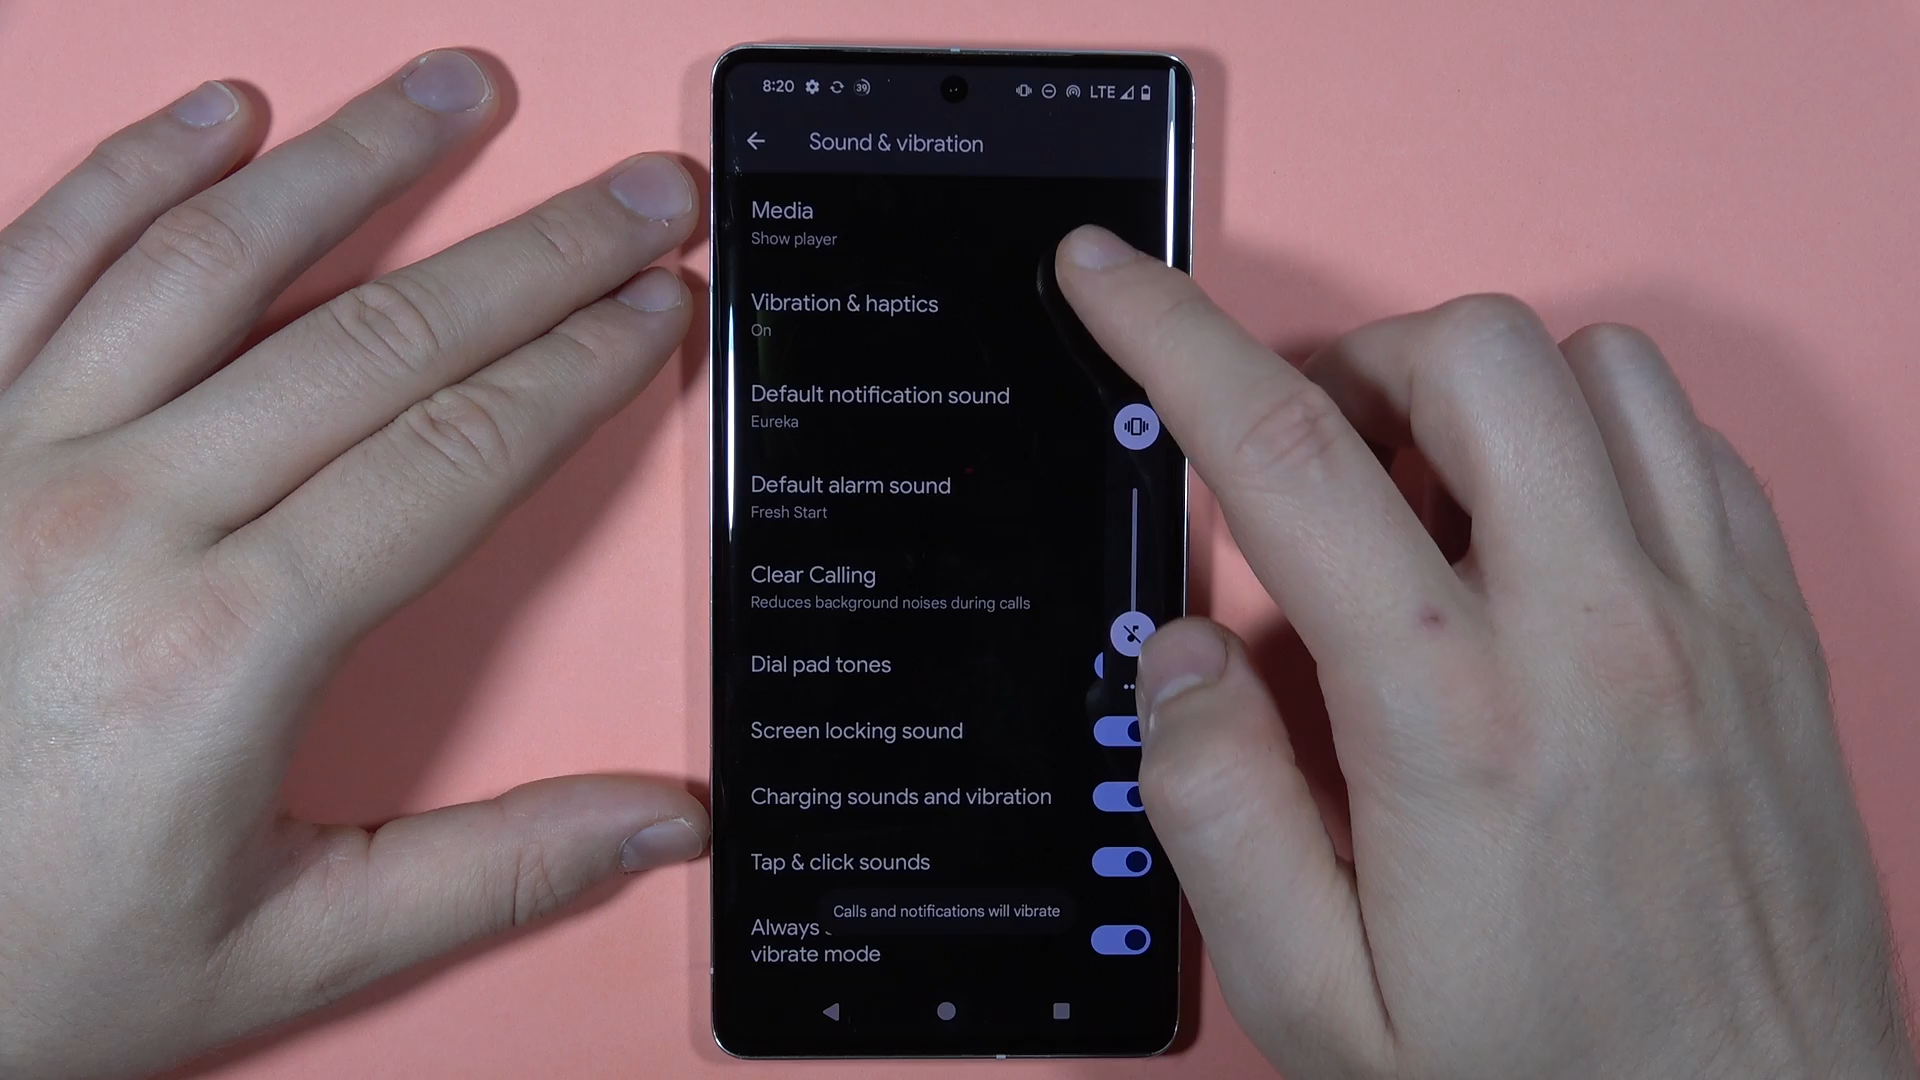 8:20 39 LTE
Sound & vibration
Media
Show player
Vibration & haptics
On
Default notification sound
Eureka
Default alarm sound
Fresh Start
Clear Calling
Reduces background noises during calls
Dial pad tones
Screen locking sound
Charging sounds and vibration
Tap & click sounds
Calls and notifications will vibrate
Always
vibrate mode